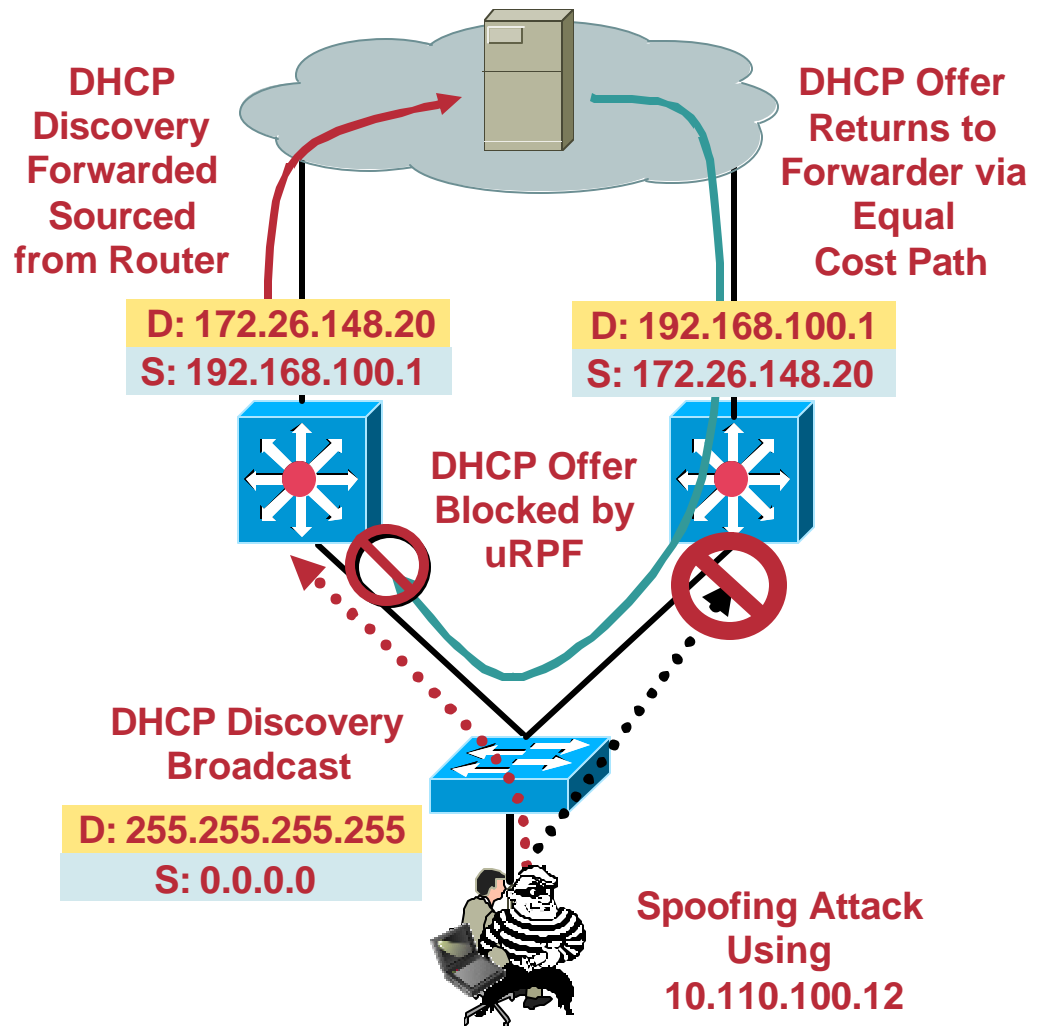 DHCP
Discovery
Forwarded
Sourced
from Router
DHCP Offer
Returns to
Forwarder via
Equal
Cost Path
D: 172.26.148.20
S: 192.168.100.1
D: 192.168.100.1
S: 172.26.148.20
DHCP Offer
Blocked by
uRPF
DHCP Discovery
Broadcast
D: 255.255.255.255
S: 0.0.0.0
Spoofing Attack
Using
10.110.100.12